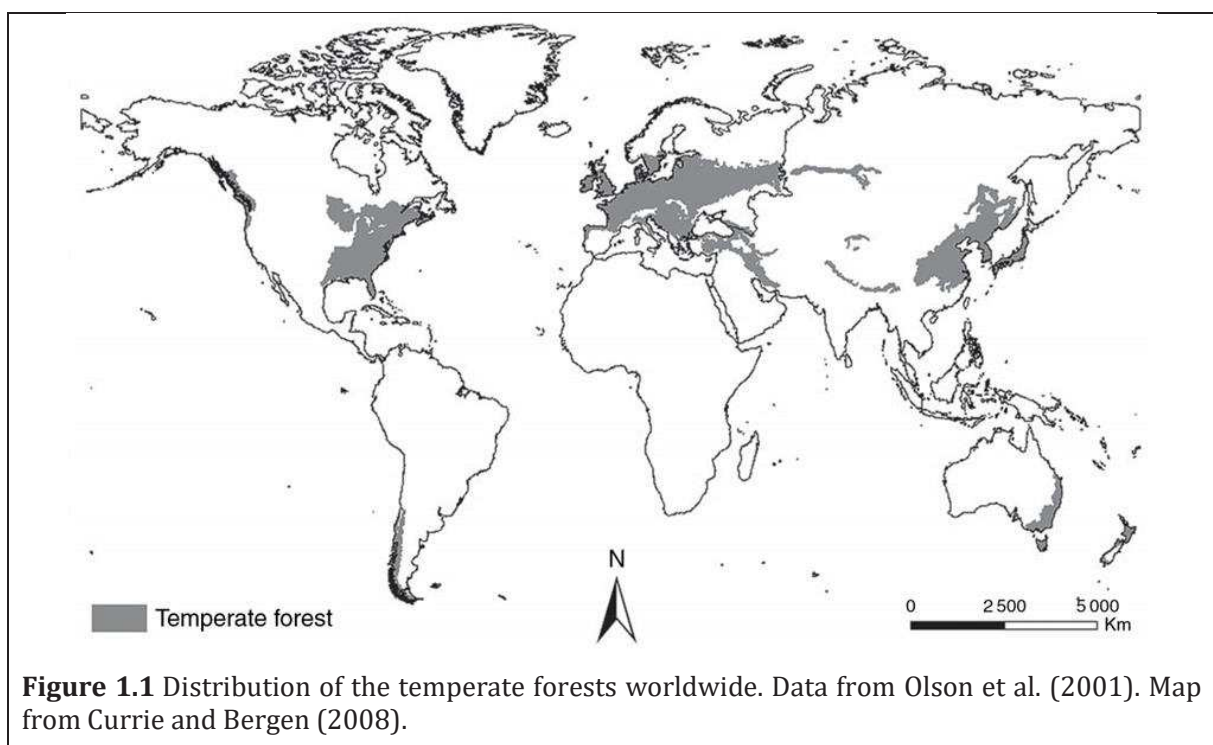 N
Temperate forest
0 2 500 5 000
Km
Figure 1.1 Distribution of the temperate forests worldwide. Data from Olson et al. (2001). Map
from Currie and Bergen (2008).